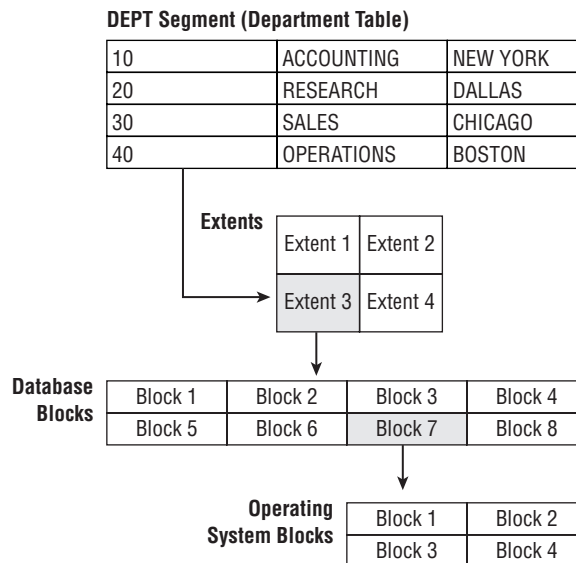 DEPT Segment (Department Table)
10 ACCOUNTING NEW YORK
20 RESEARCH DALLAS
30 SALES CHICAGO
40 OPERATIONS BOSTON
Extents
Extent 1 Extent 2
Extent 3 Extent 4
Database
Blocks
Block 1 Block 2 Block 3 Block 4
Block 5 Block 6 Block 7 Block 8
Operating
System Blocks
Block 1 Block 2
Block 3 Block 4